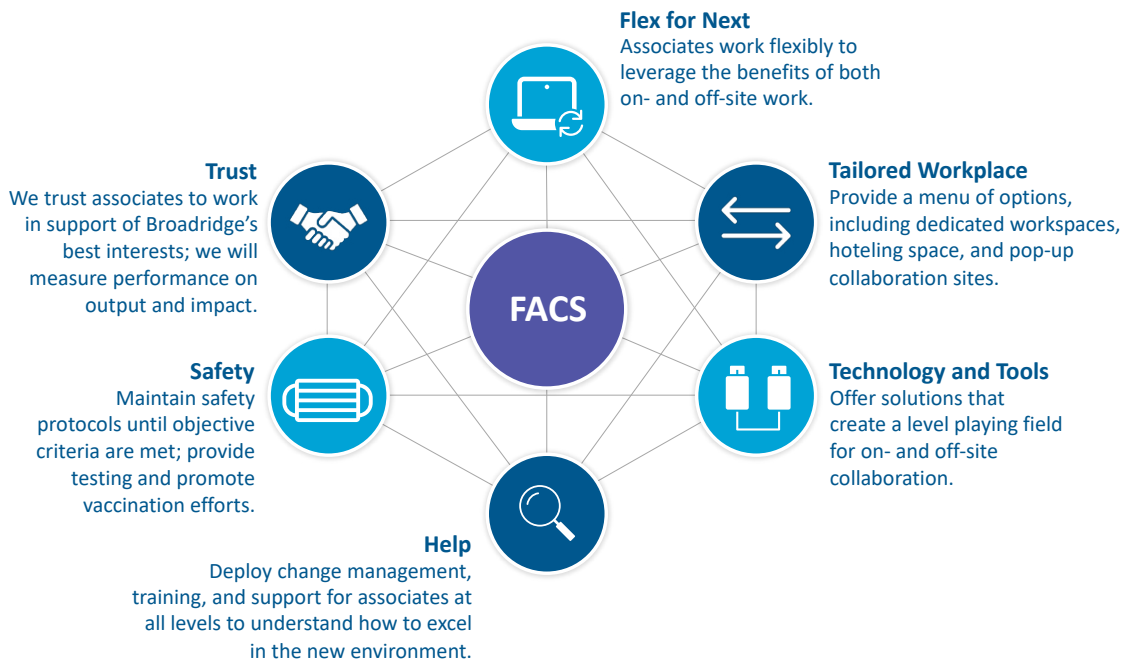 Flex for Next
Associates work flexibly to
leverage the benefits of both
on- and off-site work.
Trust
We trust associates to work
in support of Broadridge’s
best interests; we will
measure performance on
output and impact.
Tailored Workplace
Provide a menu of options,
including dedicated workspaces,
hoteling space, and pop-up
collaboration sites.
FACS
Safety
Maintain safety
protocols until objective
criteria are met; provide
testing and promote
vaccination efforts.
Technology and Tools
Offer solutions that
create a level playing field
for on- and off-site
collaboration.
Help
Deploy change management,
training, and support for associates at
all levels to understand how to excel
in the new environment.